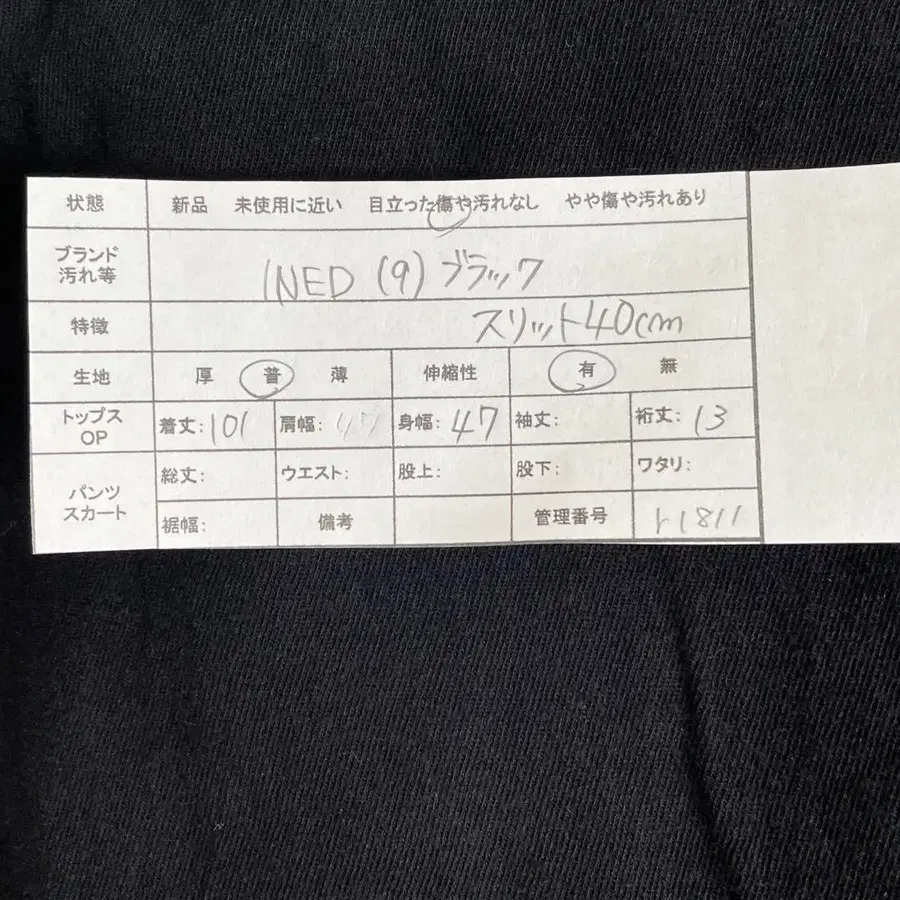 状態 新品 未使用に近い 目立った傷や汚れなし やや傷や汚れあり
ブランド
汚れ等
INED (9) ブラック
特徴 スリット40cm
生地 厚 普 薄 伸縮性 有 無
トップス
OP
着丈:101 肩幅:47 身幅:47 袖丈: 裄丈:13
パンツ
スカート
総丈: ウエスト: 股上: 股下: ワタリ:
裾幅: 備考 管理番号 r1811